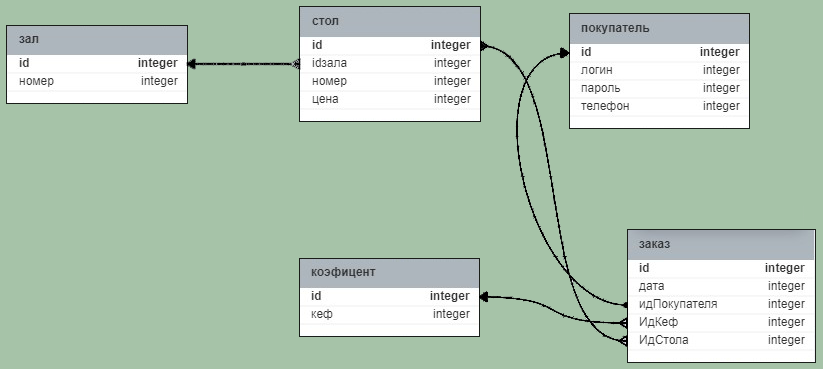 зал
id integer
номер integer
стол
id integer
idзала integer
номер integer
цена integer
покупатель
id integer
логин integer
пароль integer
телефон integer
коэфицент
id integer
кеф integer
заказ
id integer
дата integer
идПокупателя integer
ИдКеф integer
ИдСтола integer